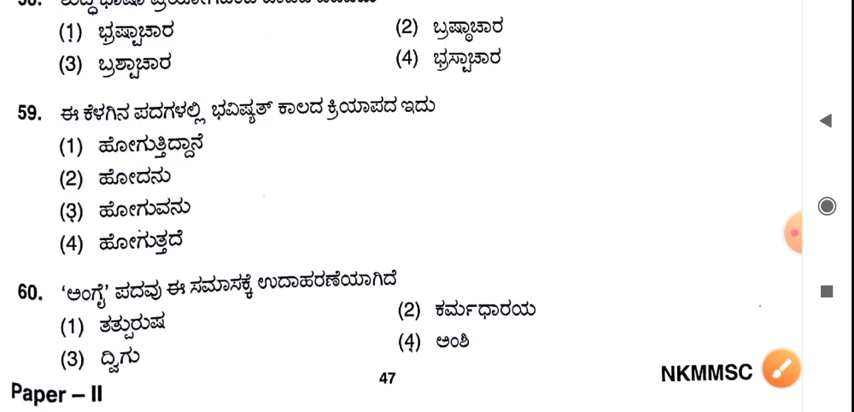 (1) ಭ್ರಷ್ಟಾಚಾರ (2) ಬ್ರಷ್ಠಾಚಾರ
(3) ಬ್ರಶ್ಟಾಚಾರ (4) ಭ್ರಸ್ಟಾಚಾರ
59. ಈ ಕೆಳಗಿನ ಪದಗಳಲ್ಲಿ ಭವಿಷ್ಯತ್ ಕಾಲದ ಕ್ರಿಯಾಪದ ಇದು
(1) ಹೋಗುತ್ತಿದ್ದಾನೆ
(2) ಹೋದನು
(3) ಹೋಗುವನು
(4) ಹೋಗುತ್ತದೆ
60. 'ಅಂಗೈ' ಪದವು ಈ ಸಮಾಸಕ್ಕೆ ಉದಾಹರಣೆಯಾಗಿದೆ
(1) ತತ್ಪುರುಷ (2) ಕರ್ಮಧಾರಯ
(3) ದ್ವಿಗು (4) ಅಂಶಿ
Paper – II 47 NKMMSC